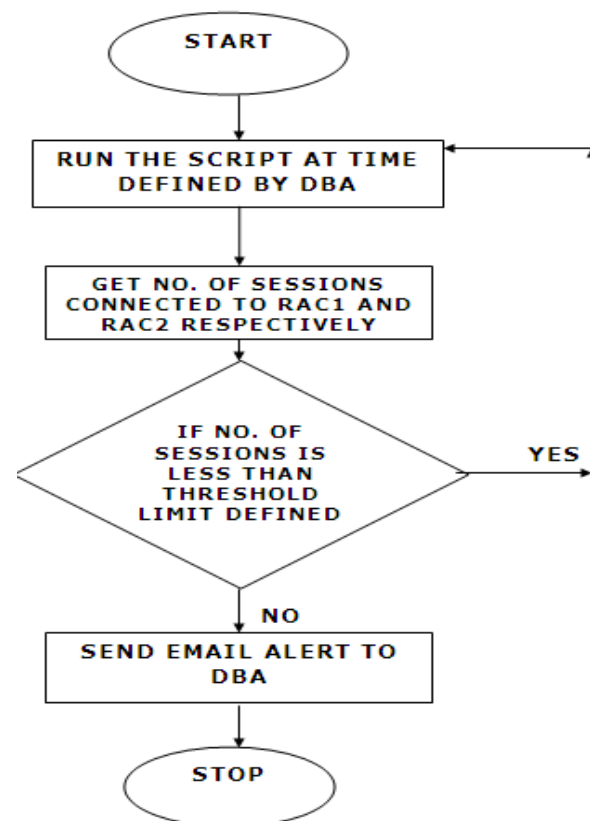 START
RUN THE SCRIPT AT TIME
DEFINED BY DBA
GET NO. OF SESSIONS
CONNECTED TO RAC1 AND
RAC2 RESPECTIVELY
IF NO. OF
SESSIONS IS
LESS THAN
THRESHOLD
LIMIT DEFINED
YES
NO
SEND EMAIL ALERT TO
DBA
STOP